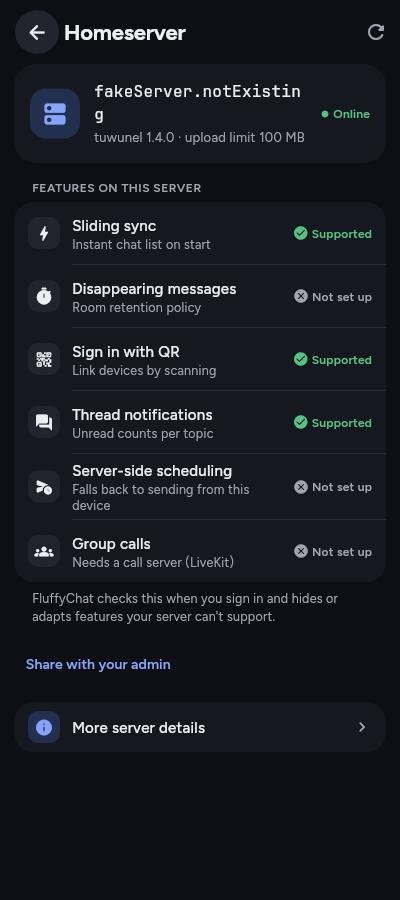 Homeserver
fakeServer.notExistin
g
Online
tuwunel 1.4.0 · upload limit 100 MB
FEATURES ON THIS SERVER
Sliding sync
Instant chat list on start
Supported
Disappearing messages
Room retention policy
Not set up
Sign in with QR
Link devices by scanning
Supported
Thread notifications
Unread counts per topic
Supported
Server-side scheduling
Falls back to sending from this
device
Not set up
Group calls
Needs a call server (LiveKit)
Not set up
FluffyChat checks this when you sign in and hides or
adapts features your server can't support.
Share with your admin
More server details